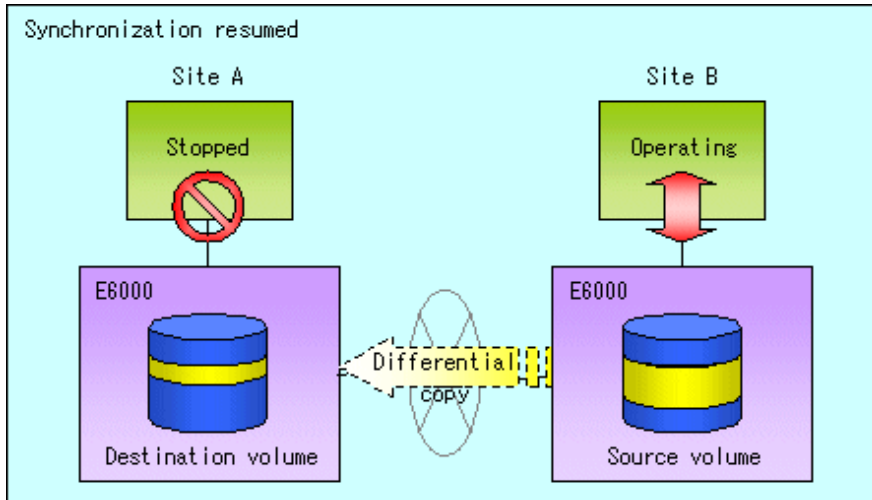 Synchronization resumed
Site A
Site B
Stopped
Operating
E6000
E6000
Differential
copy
Destination volume
Source volume